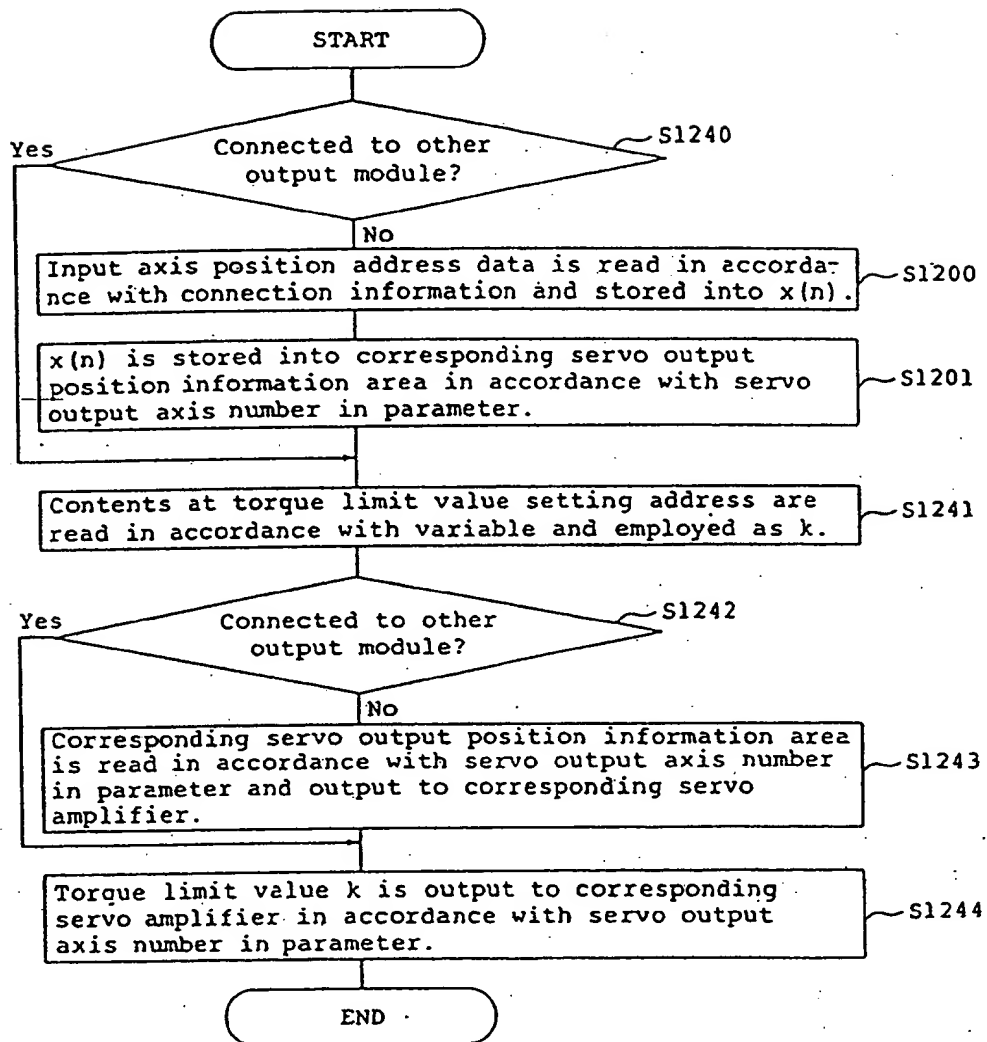 START
Connected to other
output module?
S1240
Yes
No
Input axis position address data is read in accorda-
nce with connection information and stored into x(n).
S1200
x(n) is stored into corresponding servo output
position information area in accordance with servo
output axis number in parameter.
S1201
Contents at torque limit value setting address are
read in accordance with variable and employed as k.
S1241
Connected to other
output module?
S1242
Yes
No
Corresponding servo output position information area
is read in accordance with servo output axis number
in parameter and output to corresponding servo
amplifier.
S1243
Torque limit value k is output to corresponding
servo amplifier in accordance with servo output
axis number in parameter.
S1244
END